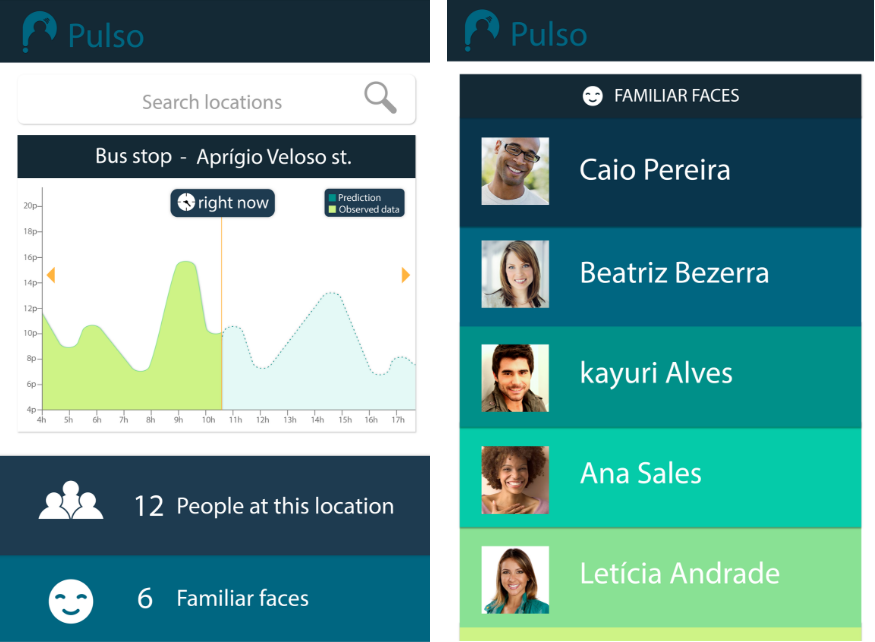 Pulso
Search locations
Bus stop - Aprígio Veloso st.
right now
Prediction
Observed data
20p
18p
16p
14p
12p
10p
8p
6p
4p
4h 5h 6h 7h 8h 9h 10h 11h 12h 13h 14h 15h 16h 17h
12 People at this location
6 Familiar faces
Pulso
FAMILIAR FACES
Caio Pereira
Beatriz Bezerra
kayuri Alves
Ana Sales
Letícia Andrade